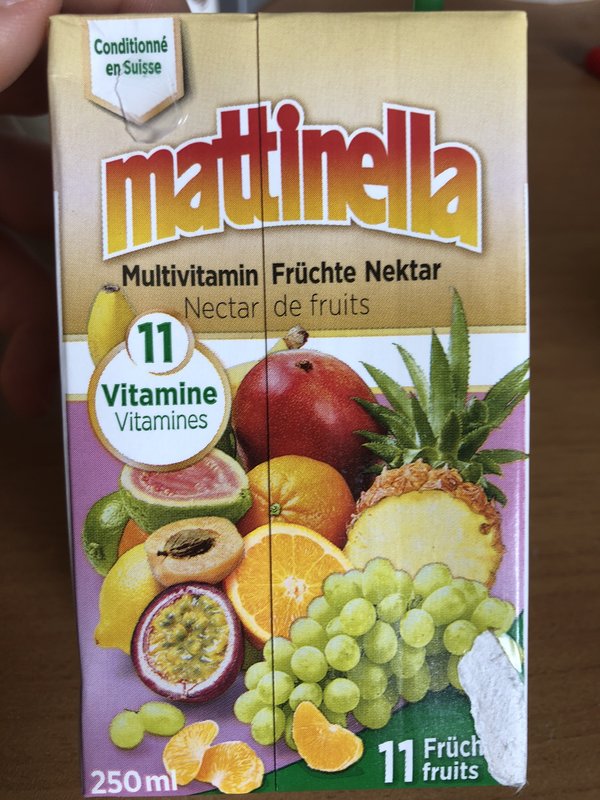 Conditionné
en Suisse
mattinella
Multivitamin Früchte Nektar
Nectar de fruits
11
Vitamine
Vitamines
250 ml
11
fruits